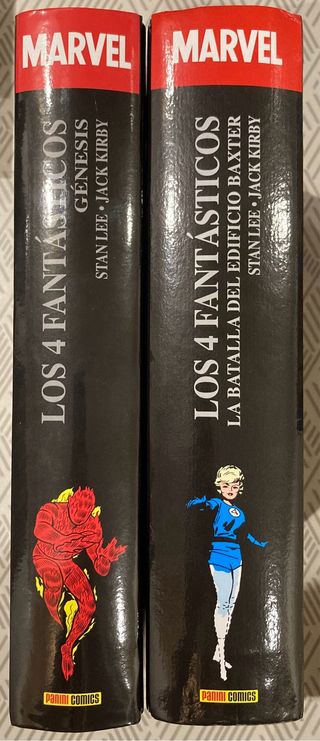 MARVEL
LOS 4 FANTÁSTICOS
GÉNESIS
STAN LEE • JACK KIRBY
PANINI COMICS
MARVEL
LOS 4 FANTÁSTICOS
LA BATALLA DEL EDIFICIO BAXTER
STAN LEE • JACK KIRBY
PANINI COMICS